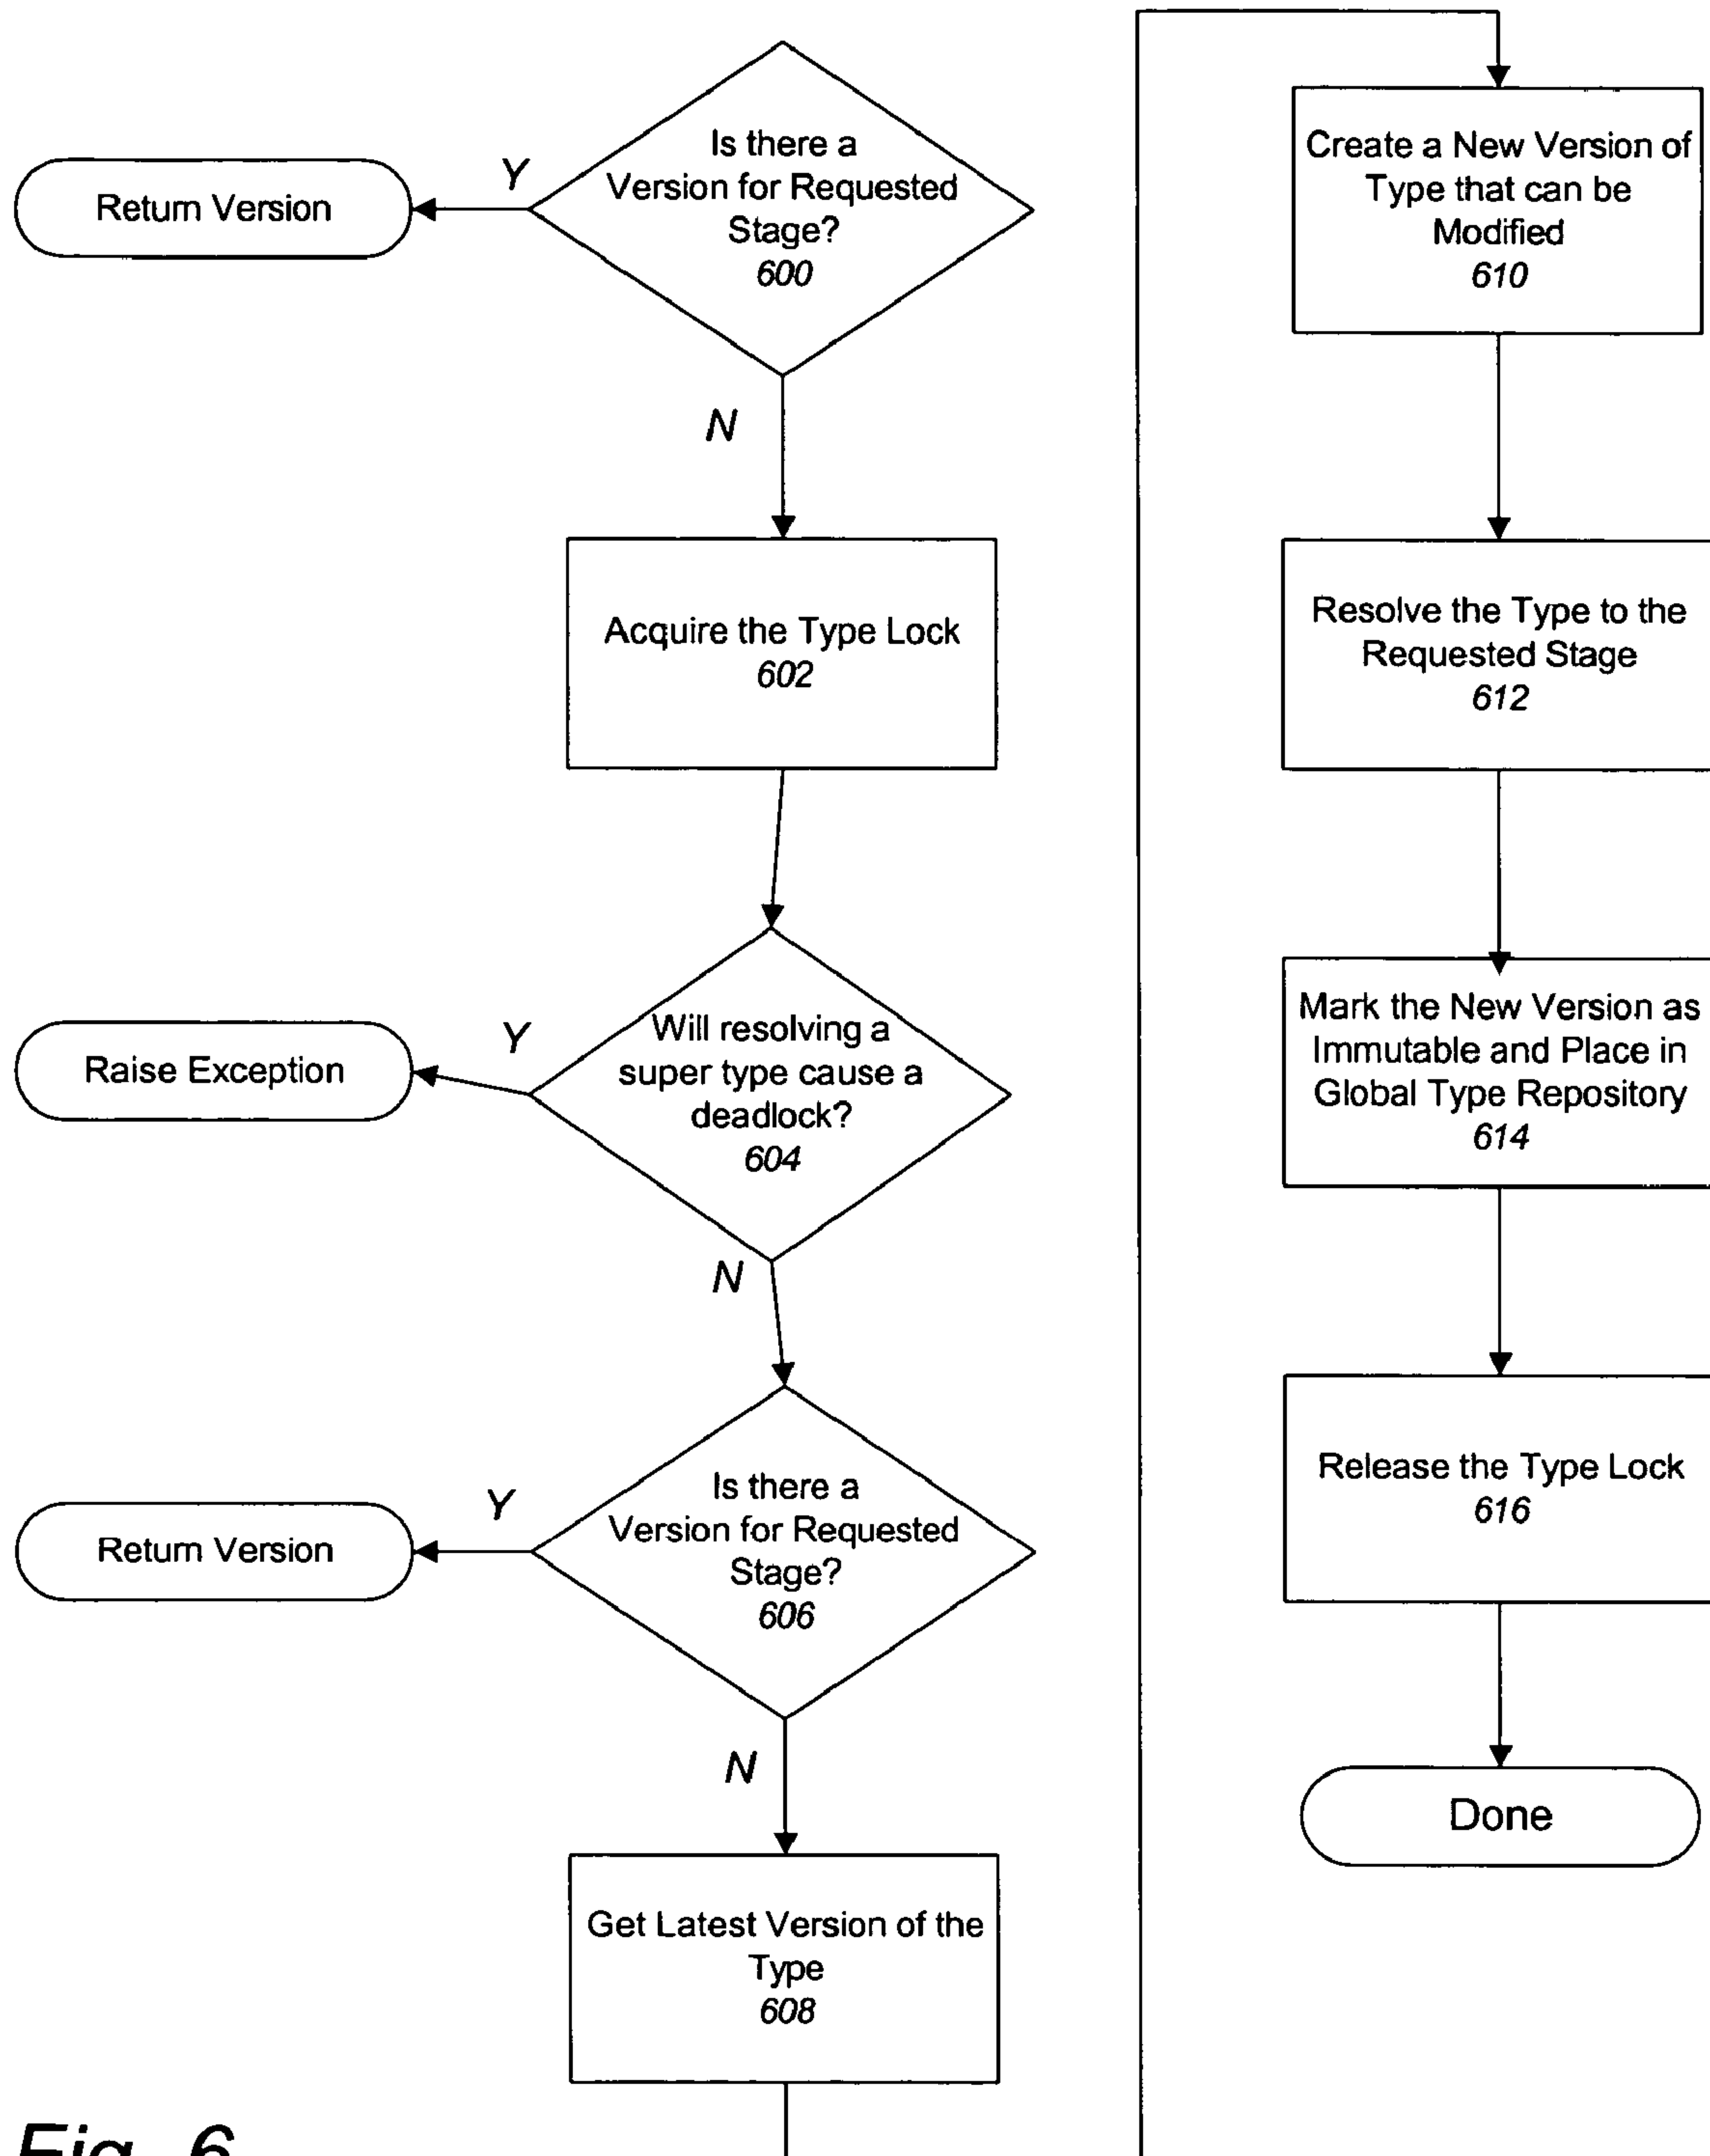 Is there a
Version for Requested
Stage?
600
Y
Return Version
N
Acquire the Type Lock
602
Will resolving a
super type cause a
deadlock?
604
Y
Raise Exception
N
Is there a
Version for Requested
Stage?
606
Y
Return Version
N
Get Latest Version of the
Type
608
Create a New Version of
Type that can be
Modified
610
Resolve the Type to the
Requested Stage
612
Mark the New Version as
Immutable and Place in
Global Type Repository
614
Release the Type Lock
616
Done
Fig. 6